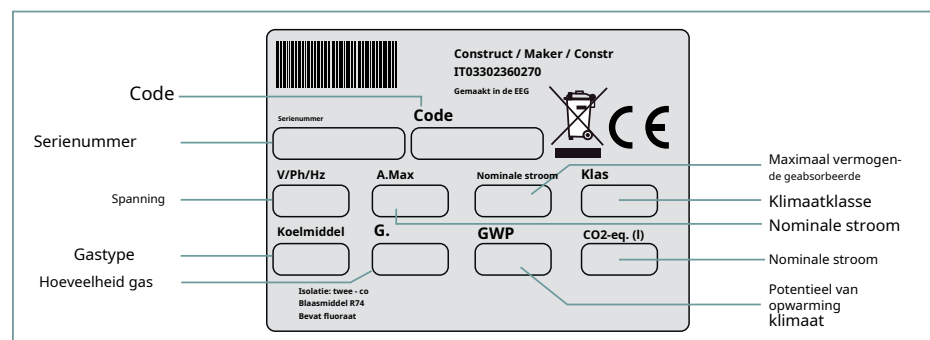 Construct / Maker / Constr
IT03302360270
Gemaakt in de EEG
Code
Serienummer
Code
Serienummer
V/Ph/Hz
A.Max
Nominale stroom
Klas
Maximaal vermogen-
de geabsorbeerde
Spanning
Klimaatklasse
Nominale stroom
Koelmiddel
G.
GWP
CO2-eq. (l)
Gastype
Nominale stroom
Hoeveelheid gas
Isolatie: twee - co
Blaasmiddel R74
Bevat fluoraat
Potentieel van
opwarming
klimaat